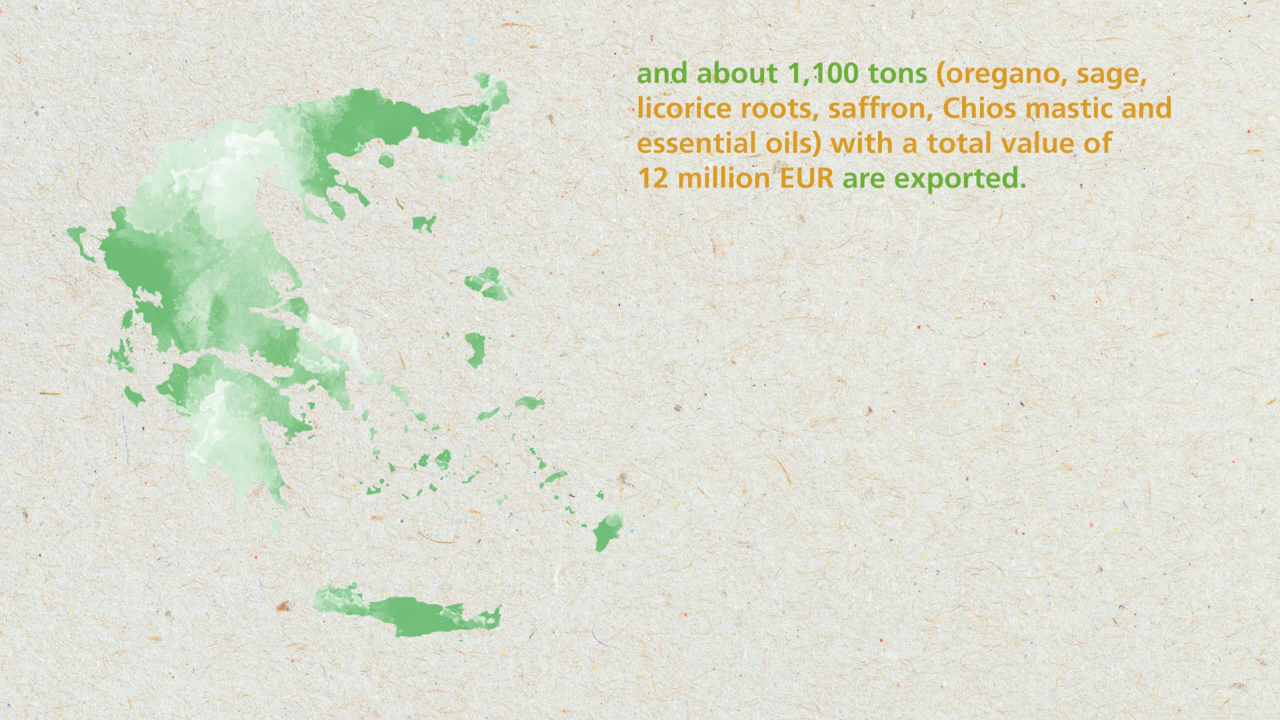 and about 1,100 tons (oregano, sage,
licorice roots, saffron, Chios mastic and
essential oils) with a total value of
12 million EUR are exported.